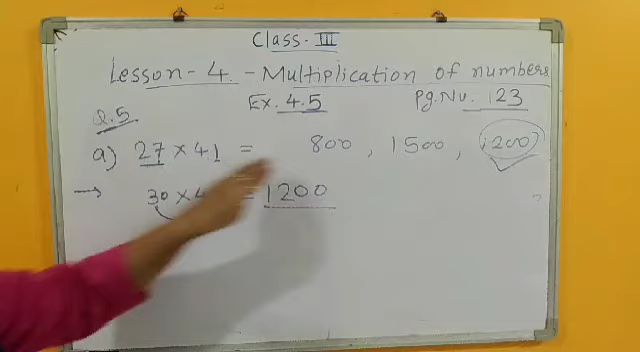 Class - III
Lesson - 4. - Multiplication of numbers
Ex. 4.5 Pg.No. 123
Q.5
a) 27 × 41 = 800, 1500, 1200
→ 30 × 4 = 1200